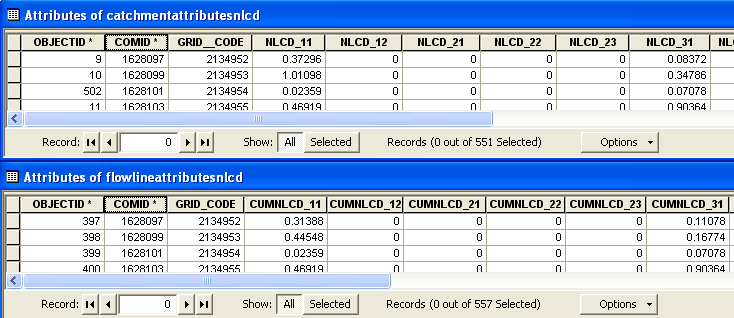 Attributes of catchmentattributesnlcd
OBJECTID * COMID * GRID__CODE NLCD_11 NLCD_12 NLCD_21 NLCD_22 NLCD_23 NLCD_31 NLC
9 1628097 2134952 0.37296 0 0 0 0 0.08372
10 1628099 2134953 1.01098 0 0 0 0 0.34786
502 1628101 2134954 0.02359 0 0 0 0 0.07078
11 1628103 2134955 0.46919 0 0 0 0 0.90364
Record: 0 Show: All Selected Records (0 out of 551 Selected) Options
Attributes of flowlineattributesnlcd
OBJECTID * COMID * GRID_CODE CUMNLCD_11 CUMNLCD_12 CUMNLCD_21 CUMNLCD_22 CUMNLCD_23 CUMNLCD_31
397 1628097 2134952 0.31388 0 0 0 0 0.11078
398 1628099 2134953 0.44548 0 0 0 0 0.16774
399 1628101 2134954 0.02359 0 0 0 0 0.07078
400 1628103 2134955 0.46919 0 0 0 0 0.90364
Record: 0 Show: All Selected Records (0 out of 557 Selected) Options